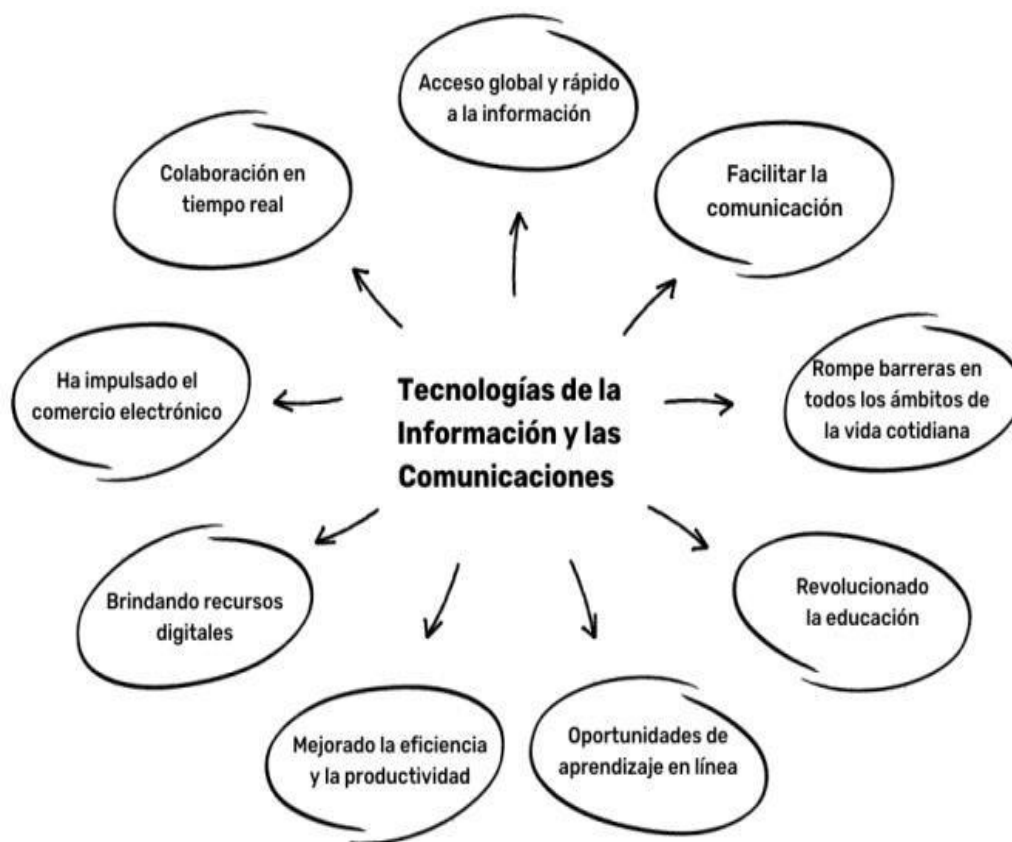 Acceso global y rápido
a la información
Colaboración en
tiempo real
Facilitar la
comunicación
Ha impulsado el
comercio electrónico
Tecnologías de la
Información y las
Comunicaciones
Rompe barreras en
todos los ámbitos de
la vida cotidiana
Brindando recursos
digitales
Revolucionado
la educación
Mejorado la eficiencia
y la productividad
Oportunidades de
aprendizaje en línea